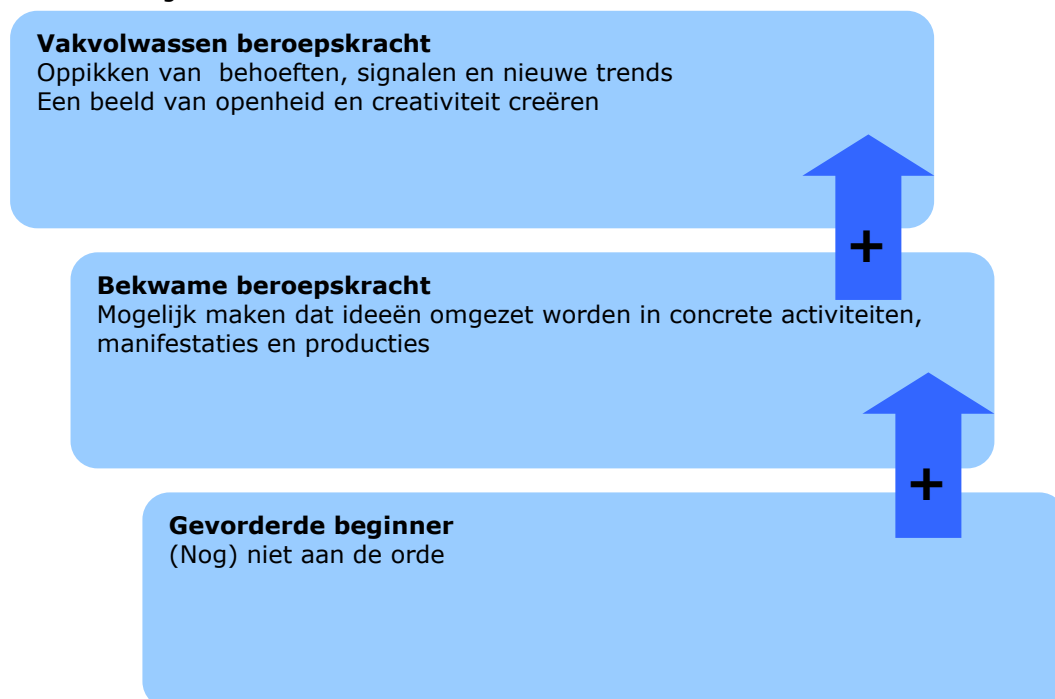 Vakvolwassen beroepskracht
Oppikken van  behoeften, signalen en nieuwe trends
Een beeld van openheid en creativiteit creëren
+
Bekwame beroepskracht
Mogelijk maken dat ideeën omgezet worden in concrete activiteiten,
manifestaties en producties
+
Gevorderde beginner
(Nog) niet aan de orde